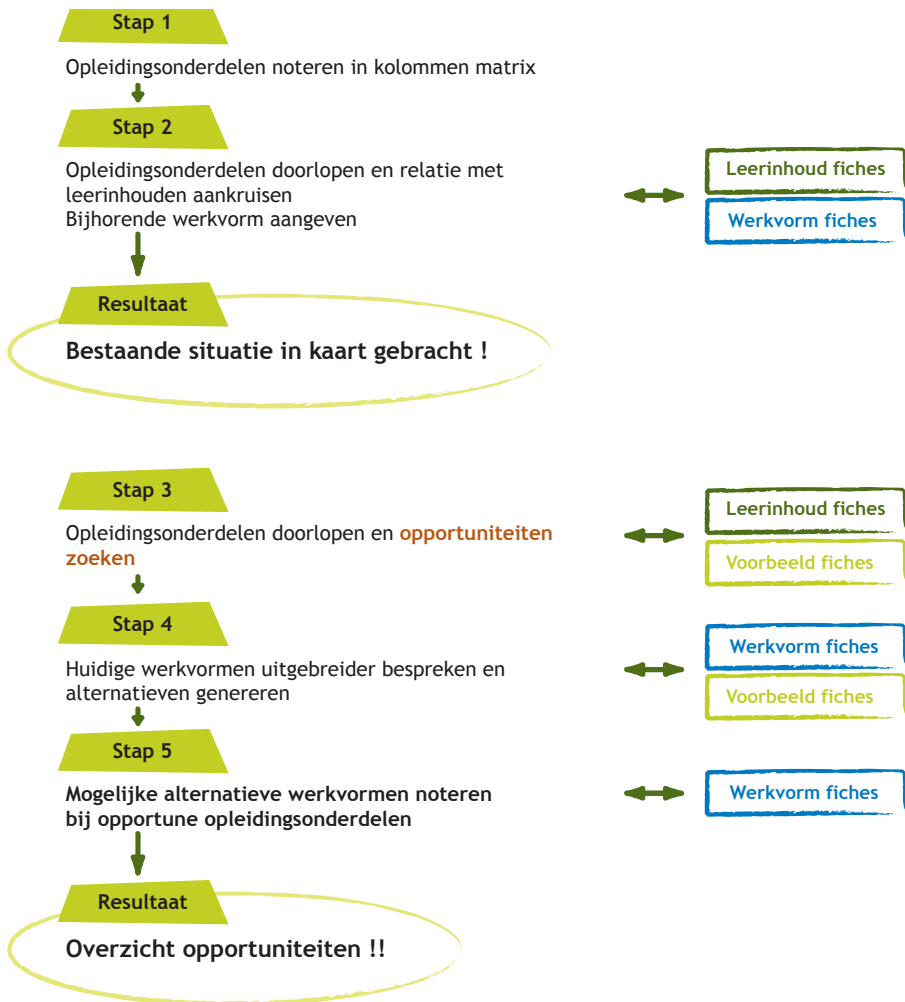 Stap 1
Opleidingsonderdelen noteren in kolommen matrix
Stap 2
Opleidingsonderdelen doorlopen en relatie met
leerinhouden aankruisen
Bijhorende werkvorm aangeven
Leerinhoud fiches
Werkvorm fiches
Resultaat
Bestaande situatie in kaart gebracht !
Stap 3
Opleidingsonderdelen doorlopen en opportuniteiten
zoeken
Leerinhoud fiches
Voorbeeld fiches
Stap 4
Huidige werkvormen uitgebreider bespreken en
alternatieven genereren
Werkvorm fiches
Voorbeeld fiches
Stap 5
Mogelijke alternatieve werkvormen noteren
bij opportune opleidingsonderdelen
Werkvorm fiches
Resultaat
Overzicht opportuniteiten !!